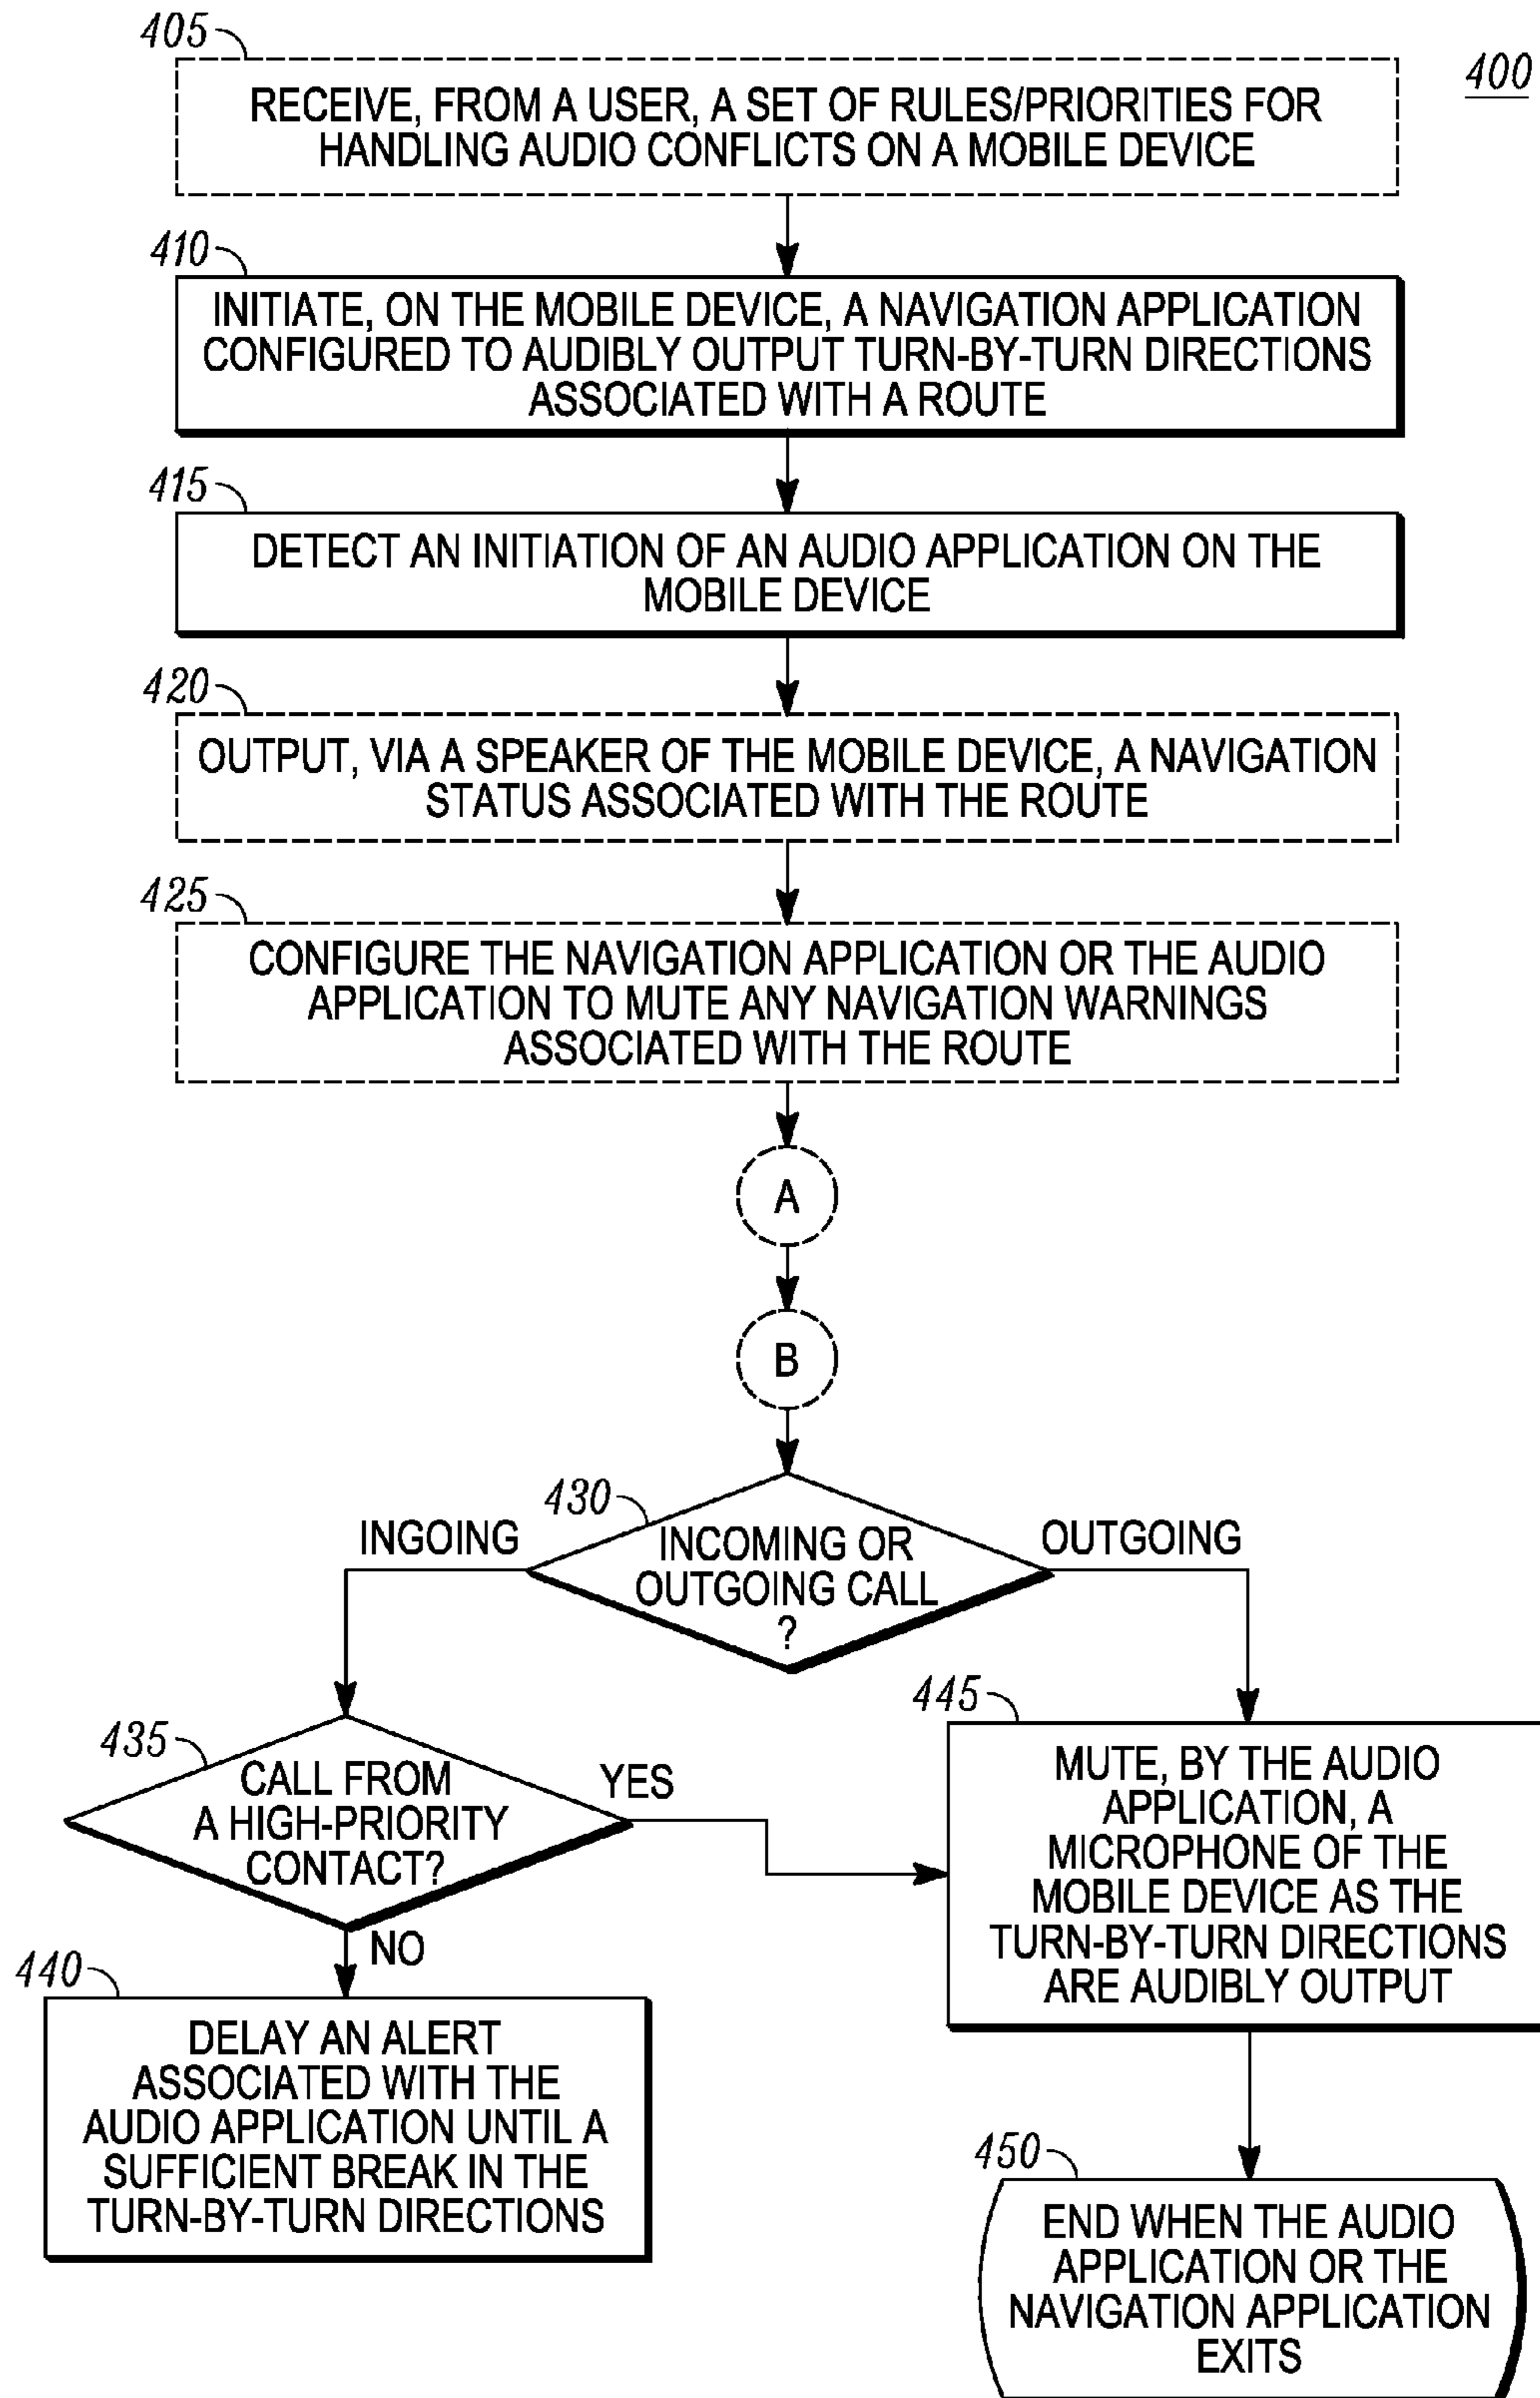 405
400
RECEIVE, FROM A USER, A SET OF RULES/PRIORITIES FOR
HANDLING AUDIO CONFLICTS ON A MOBILE DEVICE
410
INITIATE, ON THE MOBILE DEVICE, A NAVIGATION APPLICATION
CONFIGURED TO AUDIBLY OUTPUT TURN-BY-TURN DIRECTIONS
ASSOCIATED WITH A ROUTE
415
DETECT AN INITIATION OF AN AUDIO APPLICATION ON THE
MOBILE DEVICE
420
OUTPUT, VIA A SPEAKER OF THE MOBILE DEVICE, A NAVIGATION
STATUS ASSOCIATED WITH THE ROUTE
425
CONFIGURE THE NAVIGATION APPLICATION OR THE AUDIO
APPLICATION TO MUTE ANY NAVIGATION WARNINGS
ASSOCIATED WITH THE ROUTE
A
B
430
INCOMING OR
OUTGOING CALL
?
INGOING
OUTGOING
435
CALL FROM
A HIGH-PRIORITY
CONTACT?
YES
NO
445
MUTE, BY THE AUDIO
APPLICATION, A
MICROPHONE OF THE
MOBILE DEVICE AS THE
TURN-BY-TURN DIRECTIONS
ARE AUDIBLY OUTPUT
440
DELAY AN ALERT
ASSOCIATED WITH THE
AUDIO APPLICATION UNTIL A
SUFFICIENT BREAK IN THE
TURN-BY-TURN DIRECTIONS
450
END WHEN THE AUDIO
APPLICATION OR THE
NAVIGATION APPLICATION
EXITS